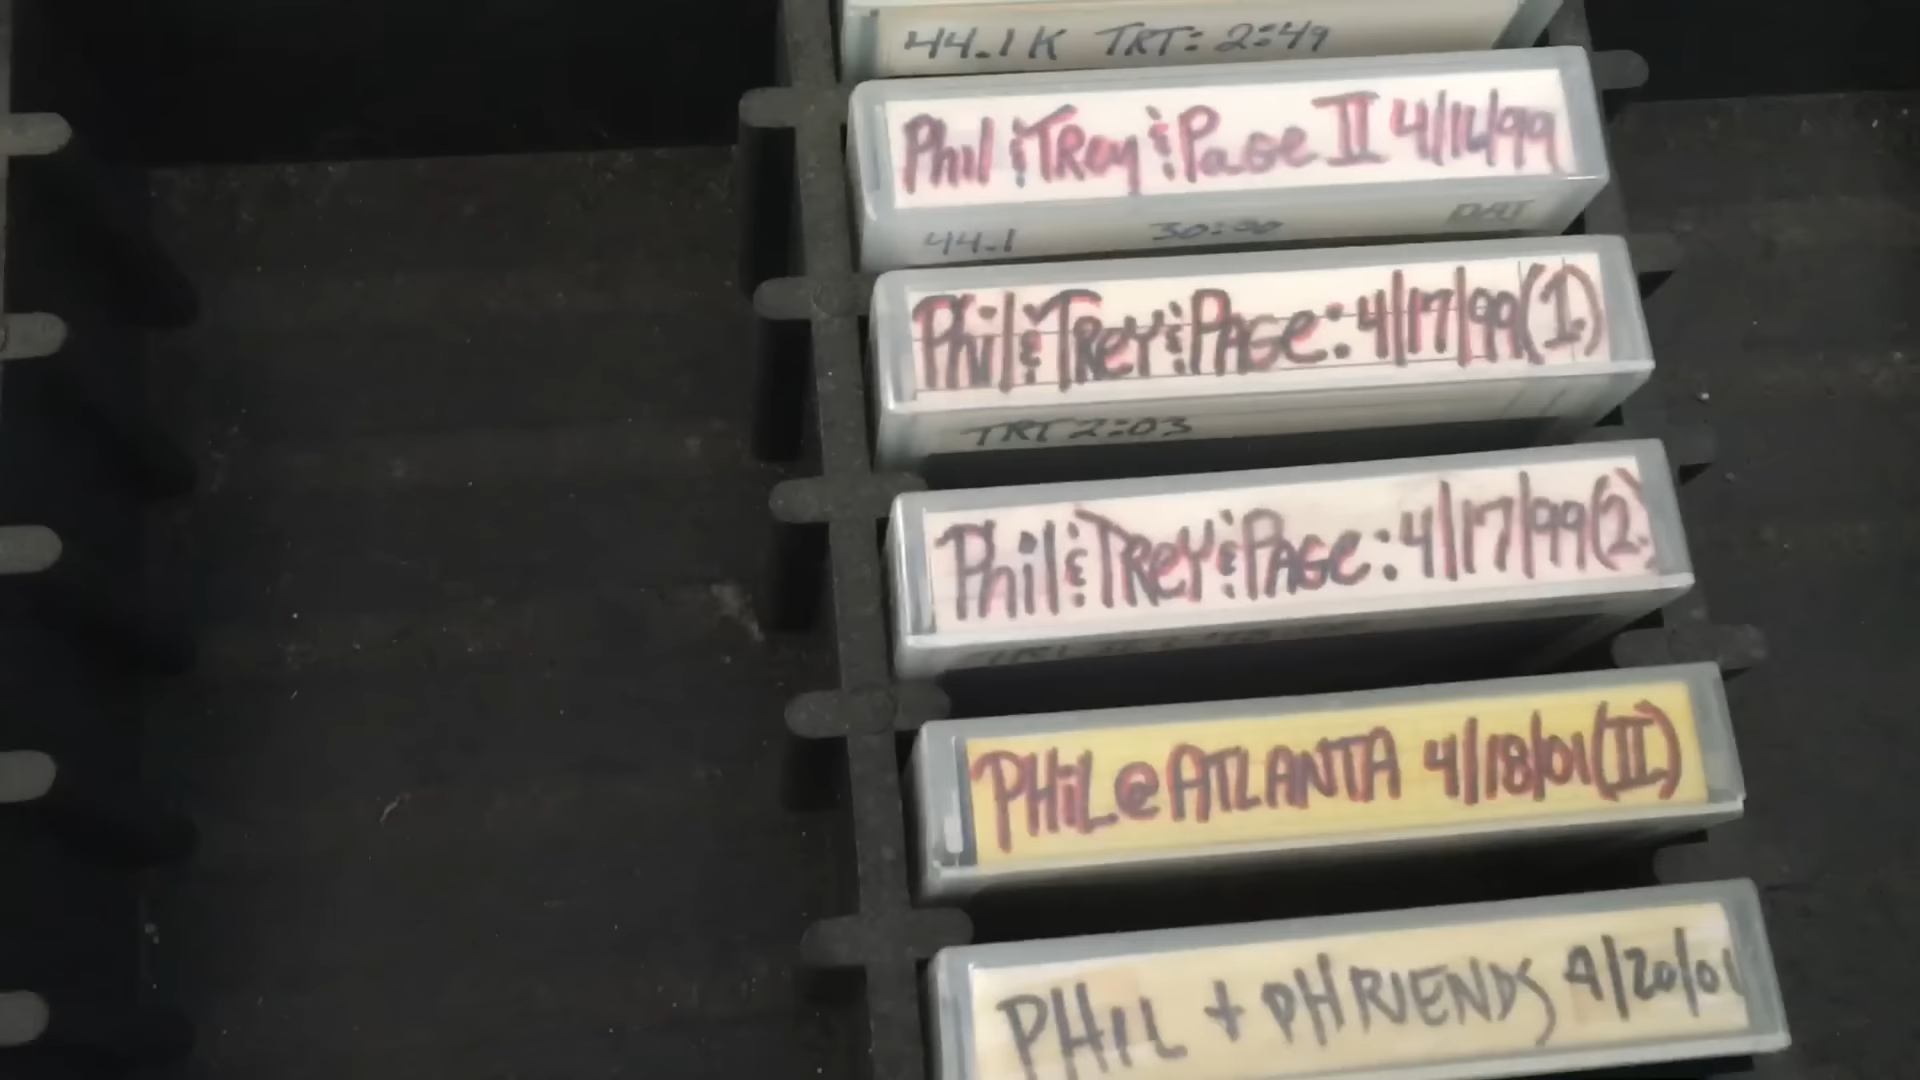 44.1K TRT: 2:49
Phil & Trey & Page II 4/16/99
44.1 30:00 DAT
Phil & Trey & PAGe: 4/17/99 (1.)
TRT 2:03
Phil & TRey & PAGe: 4/17/99 (2.)
PHiL @ ATLANTA 4/18/01 (II.)
PHIL + PHRIENDS 4/20/01